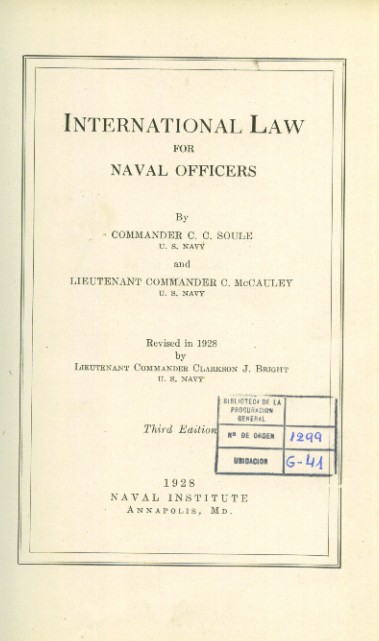 INTERNATIONAL LAW
FOR
NAVAL OFFICERS
By
COMMANDER C. C. SOULE
U. S. NAVY
and
LIEUTENANT COMMANDER C. McCAULEY
U. S. NAVY
Revised in 1928
by
LIEUTENANT COMMANDER CLARKSON J. BRIGHT
U. S. NAVY
Third Edition
BIBLIOTECA DE LA
PROCURACION
GENERAL
Nº DE ORDEN 1299
UBICACION G-41
1928
NAVAL INSTITUTE
ANNAPOLIS, MD.